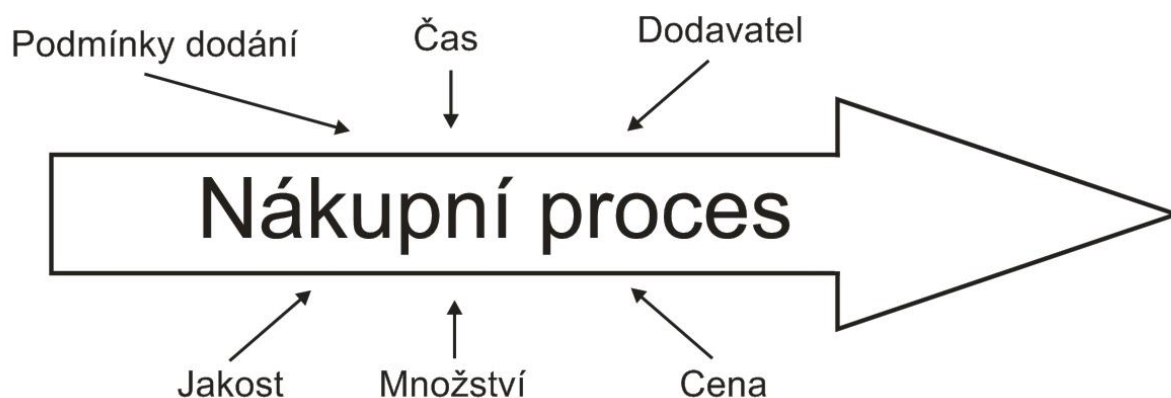 Podmínky dodání
Čas
Dodavatel
Nákupní proces
Jakost
Množství
Cena